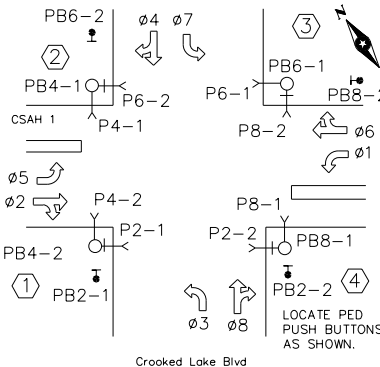 PB6-2
ø4 ø7
3
N
2
PB6-1
PB4-1
P6-2
P6-1
PB8-2
CSAH 1
P4-1
P8-2
ø6
ø1
ø5
ø2
P4-2
P8-1
P2-1
P2-2
PB4-2
PB8-1
1
PB2-1
PB2-2
4
ø3
ø8
LOCATE PED
PUSH BUTTONS
AS SHOWN.
Crooked Lake Blvd